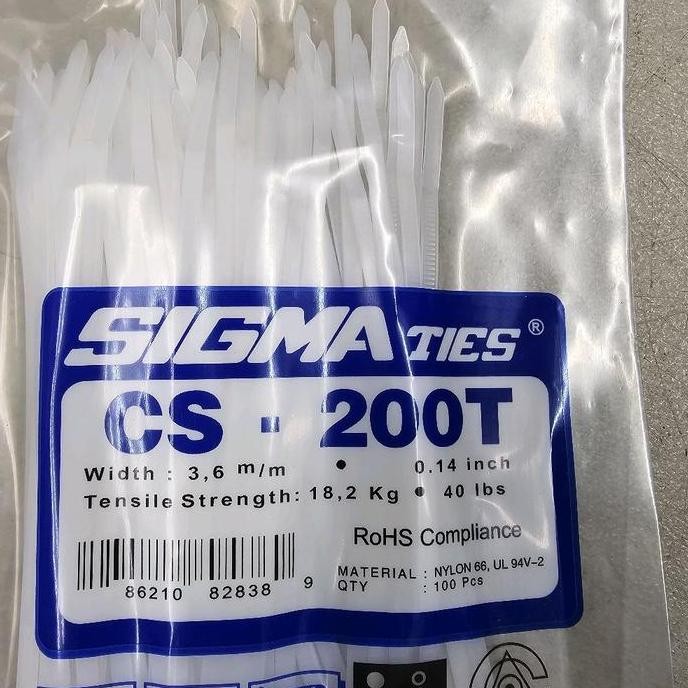 SIGMA TIES ®
CS - 200T
Width : 3,6 m/m • 0.14 inch
Tensile Strength: 18,2 Kg • 40 lbs
RoHS Compliance
MATERIAL : NYLON 66, UL 94V-2
QTY : 100 Pcs
86210 82838 9